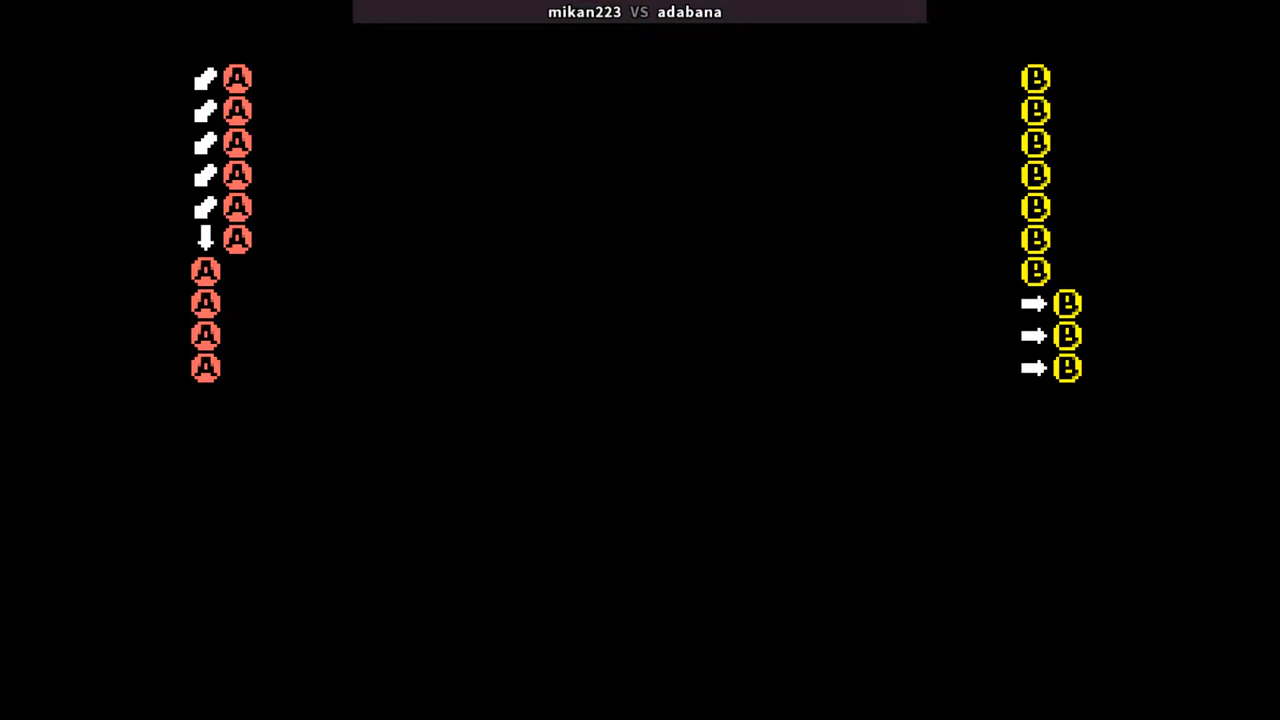 mikan223 VS adabana
↙A B
↙A B
↙A B
↙A B
↙A B
↓A B
A B
A →B
A →B
A →B